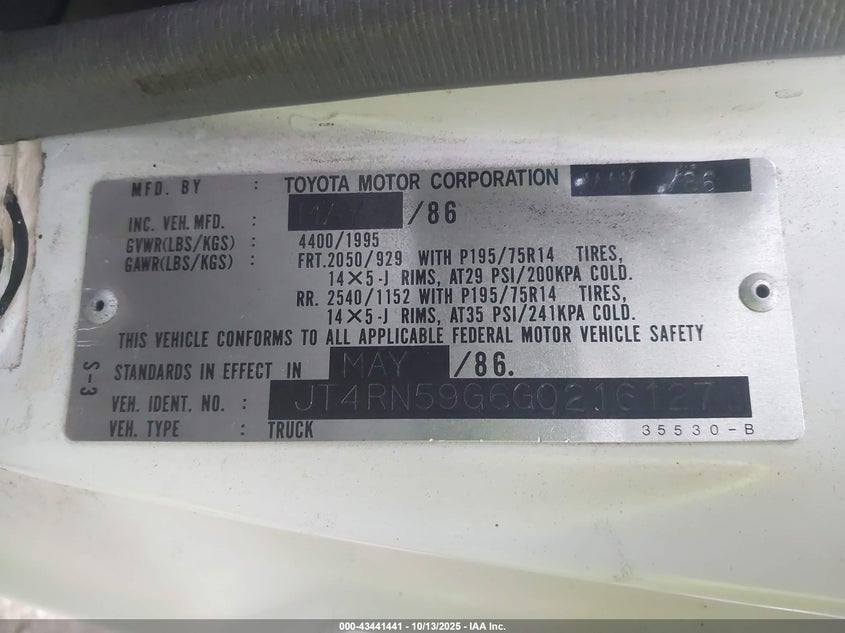 MFD. BY : TOYOTA MOTOR CORPORATION /86
INC. VEH. MFD. : MAY /86
GVWR(LBS/KGS) : 4400/1995
GAWR(LBS/KGS) : FRT.2050/929 WITH P195/75R14 TIRES,
14×5-J RIMS, AT29 PSI/200KPA COLD.
RR. 2540/1152 WITH P195/75R14 TIRES,
14×5-J RIMS, AT35 PSI/241KPA COLD.
THIS VEHICLE CONFORMS TO ALL APPLICABLE FEDERAL MOTOR VEHICLE SAFETY
STANDARDS IN EFFECT IN MAY /86.
VEH. IDENT. NO. : JT4RN59G6G0216127
VEH. TYPE : TRUCK 35530-B
S-3
000-43441441 - 10/13/2025 - IAA Inc.